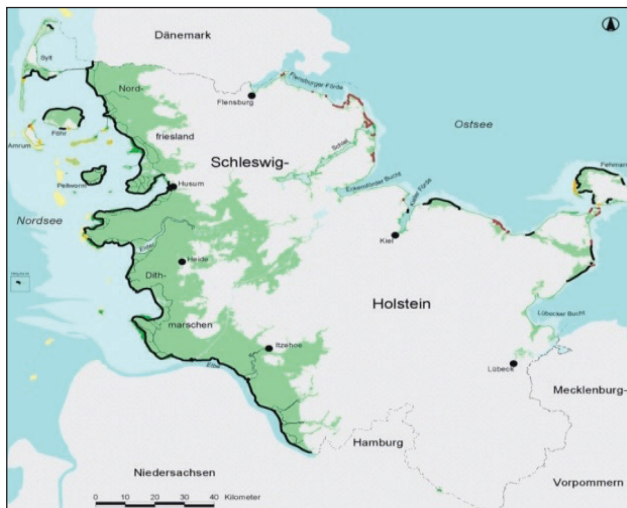 Dänemark
Sylt
Flensburger Förde
Nord-
Flensburg
Ostsee
friesland
Föhr
Amrum
Schleswig-
Schlei
Fehmarn
Eckernförder Bucht
Pellworm
Husum
Kieler Förde
Nordsee
Kiel
Eider
Heide
Dith-
Holstein
Lübecker Bucht
marschen
Itzehoe
Elbe
Lübeck
Mecklenburg-
Hamburg
Niedersachsen
Vorpommern
0 10 20 30 40 Kilometer